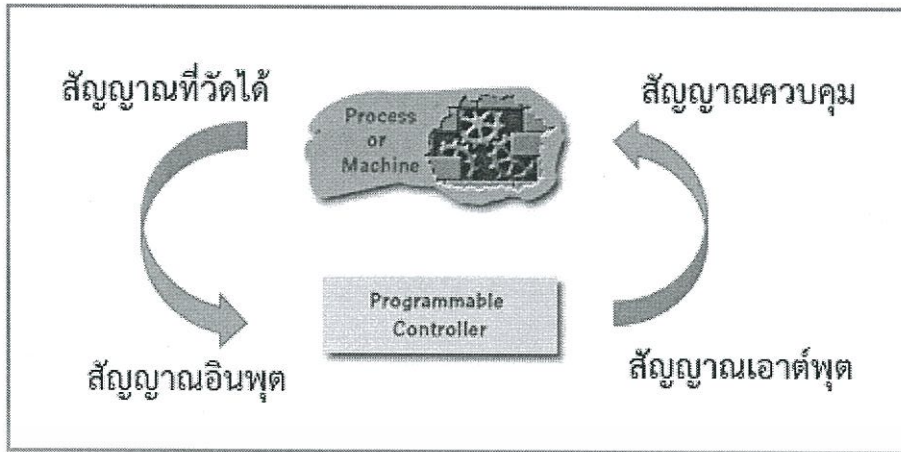 สัญญาณที่วัดได้
Process
or
Machine
สัญญาณควบคุม
Programmable
Controller
สัญญาณอินพุต
สัญญาณเอาต์พุต